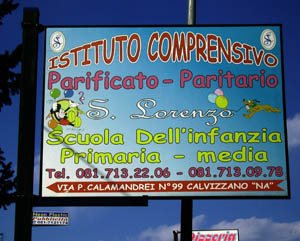 ISTITUTO COMPRENSIVO
Parificato - Paritario
S. Lorenzo
Scuola Dell'infanzia
Primaria - media
Tel. 081.713.22.06 - 081.713.09.78
VIA P. CALAMANDREI N°99 CALVIZZANO "NA"
Pizzeria